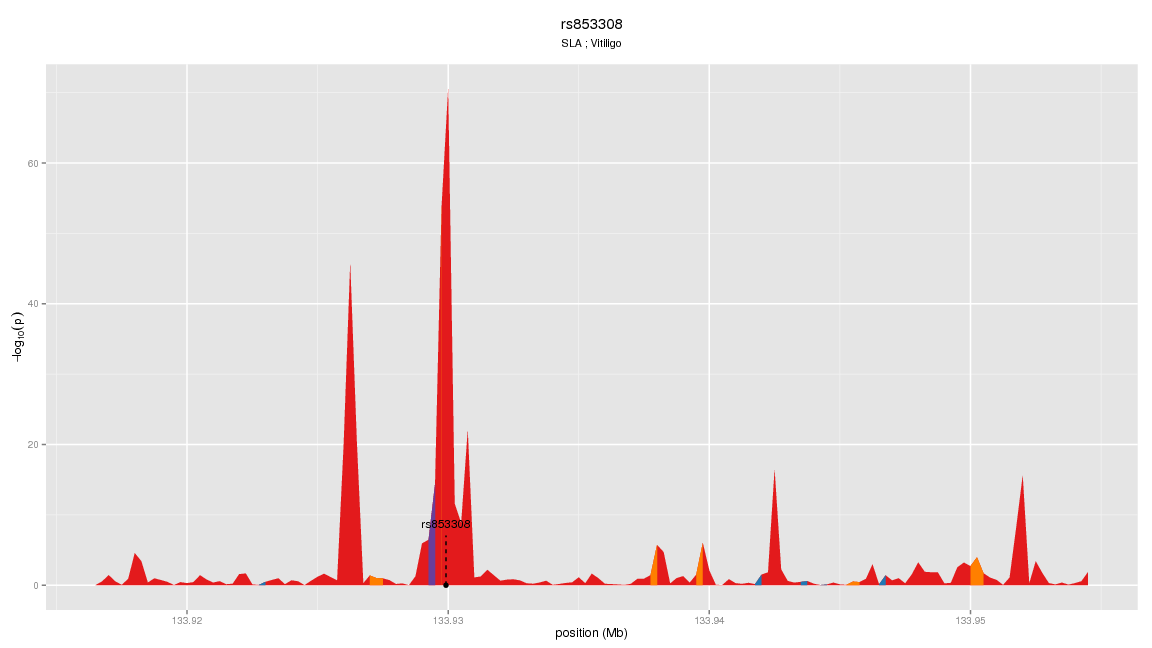 rs853308
SLA ; Vitiligo
60
40
20
0
−log10(p)
rs853308
133.92
133.93
133.94
133.95
position (Mb)